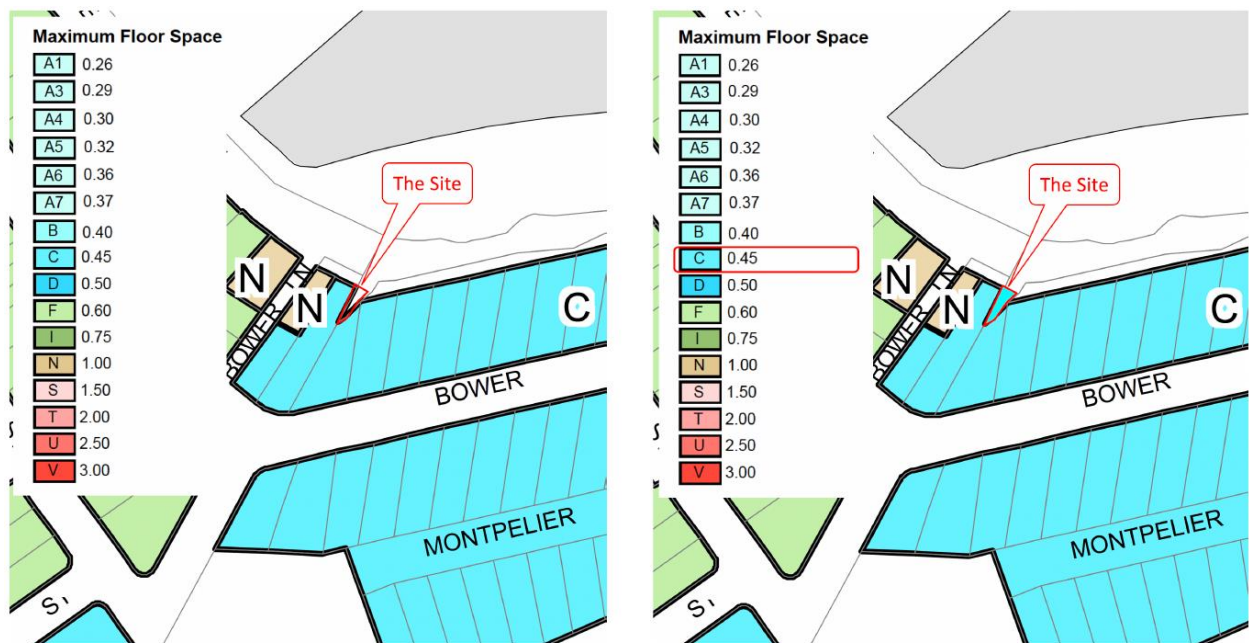 Maximum Floor Space
A1 0.26
A3 0.29
A4 0.30
A5 0.32
A6 0.36
A7 0.37
B 0.40
C 0.45
D 0.50
F 0.60
I 0.75
N 1.00
S 1.50
T 2.00
U 2.50
V 3.00
The Site
N
N
BOWER
C
BOWER
MONTPELIER
Maximum Floor Space
A1 0.26
A3 0.29
A4 0.30
A5 0.32
A6 0.36
A7 0.37
B 0.40
C 0.45
D 0.50
F 0.60
I 0.75
N 1.00
S 1.50
T 2.00
U 2.50
V 3.00
The Site
N
N
BOWER
C
BOWER
MONTPELIER